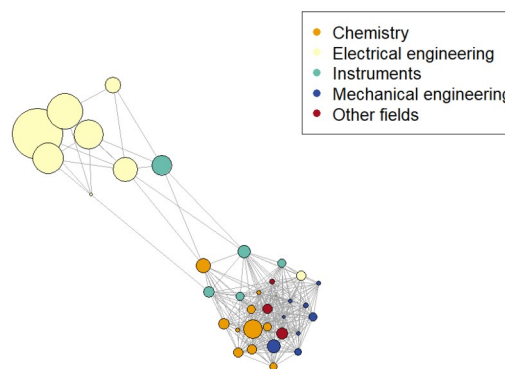 Chemistry
Electrical engineering
Instruments
Mechanical engineering
Other fields